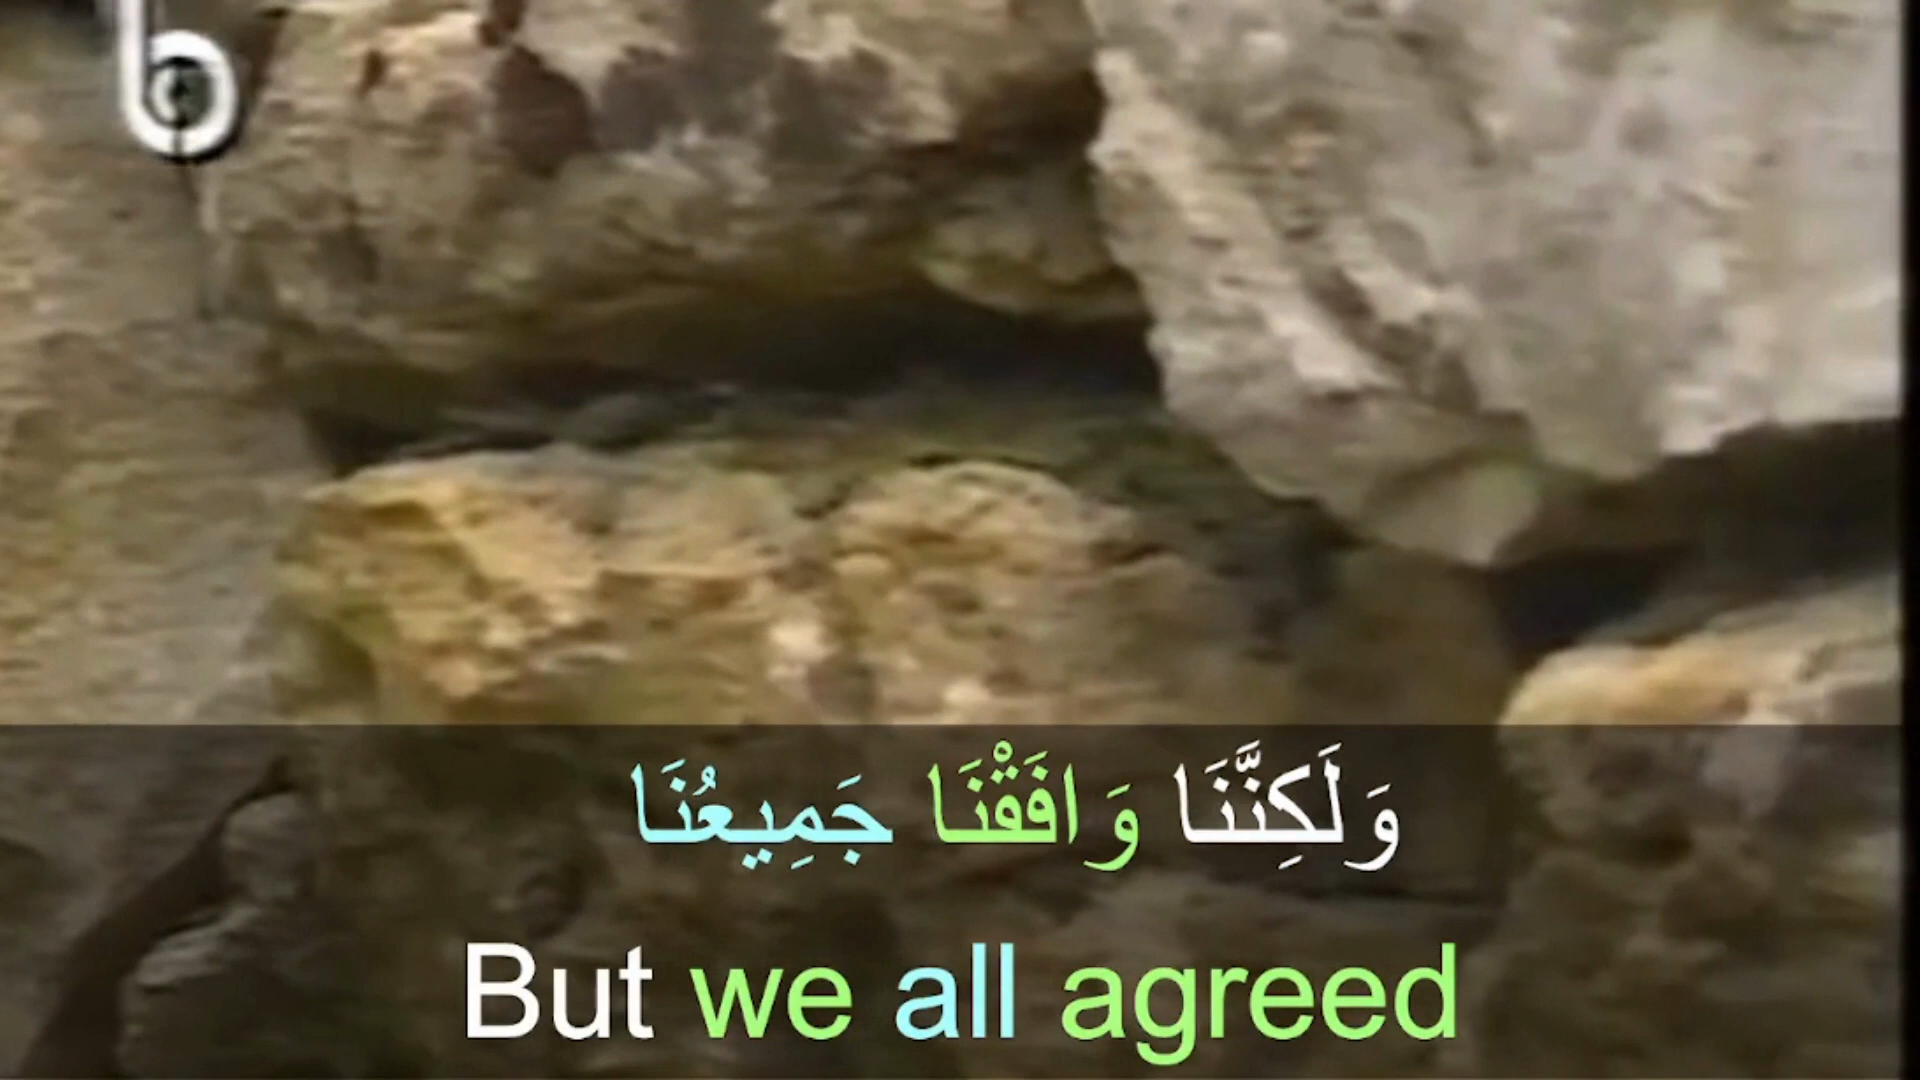 وَلَكِنَّنَا وَافَقْنَا جَمِيعُنَا
But we all agreed